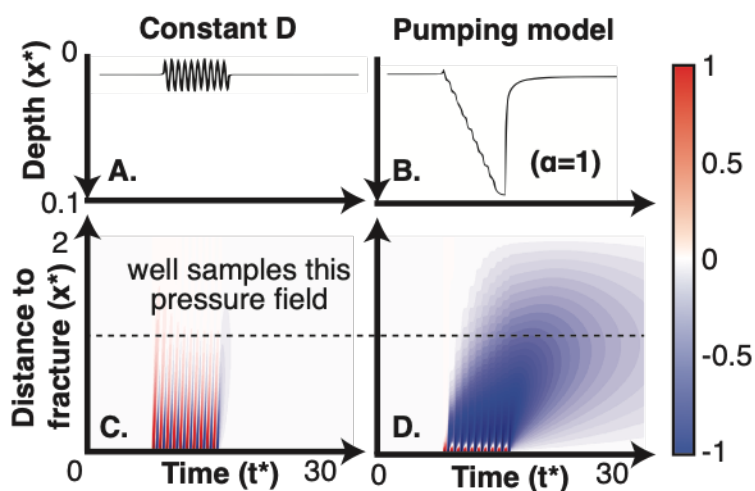 Constant D
Pumping model
Depth (x*)
0
0.1
A.
B.
(α=1)
1
0.5
0
-0.5
-1
Distance to
fracture (x*)
2
well samples this
pressure field
C.
D.
0
Time (t*)
30
0
Time (t*)
30